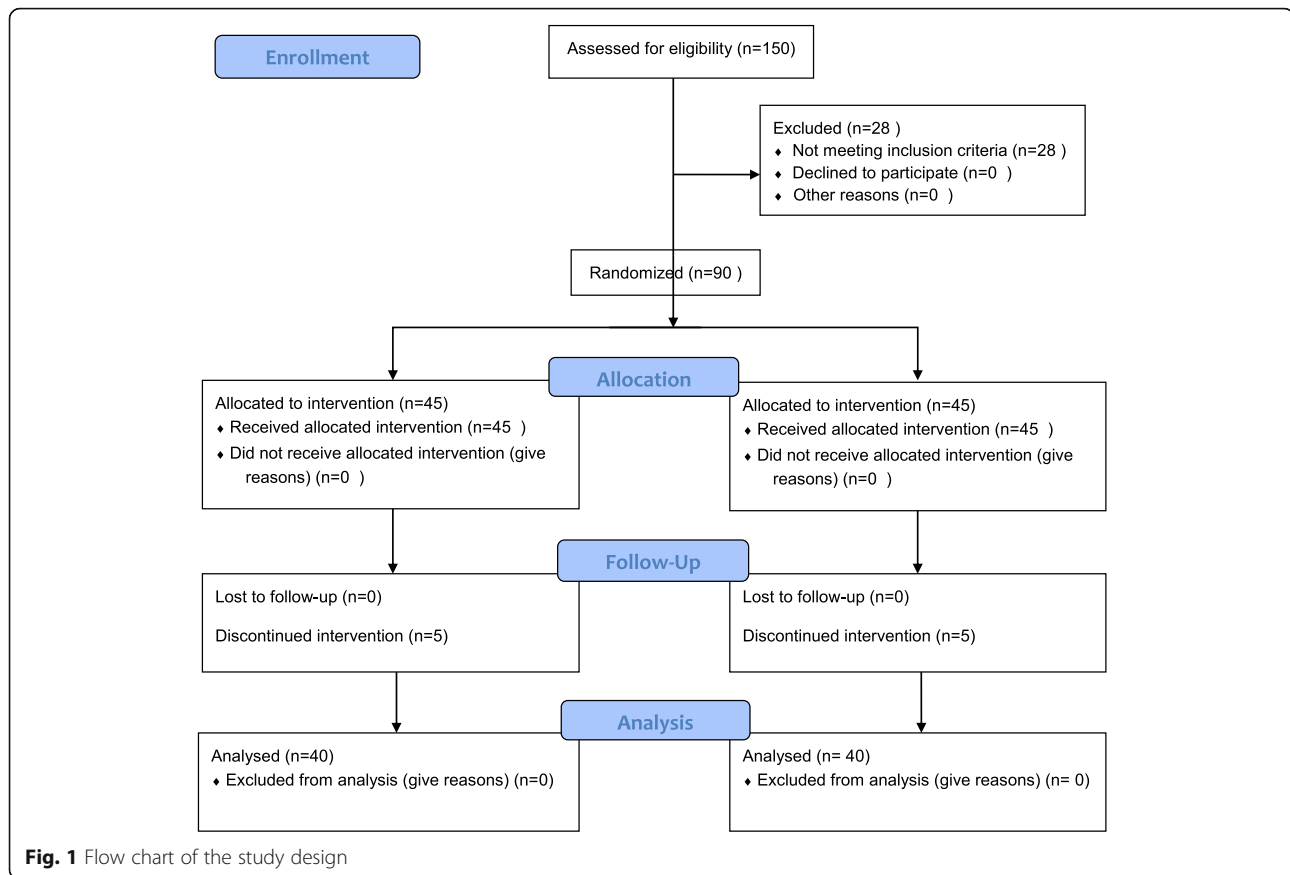 Enrollment
Assessed for eligibility (n=150)
Excluded (n=28 )
♦ Not meeting inclusion criteria (n=28 )
♦ Declined to participate (n=0 )
♦ Other reasons (n=0 )
Randomized (n=90 )
Allocation
Allocated to intervention (n=45)
♦ Received allocated intervention (n=45 )
♦ Did not receive allocated intervention (give
reasons) (n=0 )
Allocated to intervention (n=45)
♦ Received allocated intervention (n=45 )
♦ Did not receive allocated intervention (give
reasons) (n=0 )
Follow-Up
Lost to follow-up (n=0)
Discontinued intervention (n=5)
Lost to follow-up (n=0)
Discontinued intervention (n=5)
Analysis
Analysed (n=40)
♦ Excluded from analysis (give reasons) (n=0)
Analysed (n= 40)
♦ Excluded from analysis (give reasons) (n= 0)
Fig. 1 Flow chart of the study design